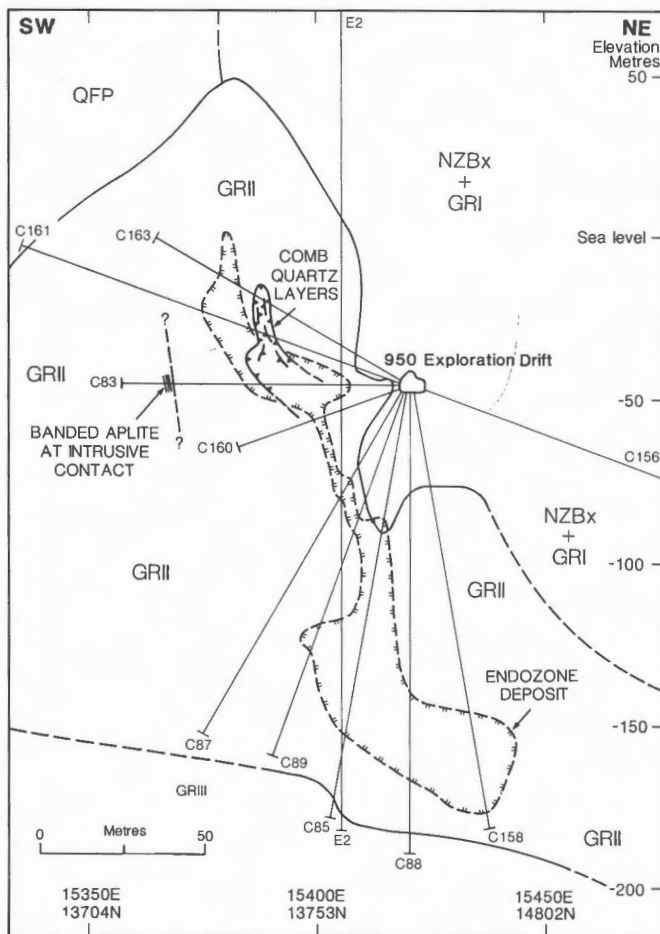 SW
E2
NE
Elevation
Metres
50
QFP
NZBx
+
GRI
GRII
C161
C163
Sea level
COMB
QUARTZ
LAYERS
?
950 Exploration Drift
GRII
C83
-50
BANDED APLITE
AT INTRUSIVE
CONTACT
?
C160
C156
NZBx
+
GRI
-100
GRII
GRII
ENDOZONE
DEPOSIT
-150
C87
C89
GRIII
Metres
0
50
C85
E2
C158
C88
GRII
-200
15350E
13704N
15400E
13753N
15450E
14802N